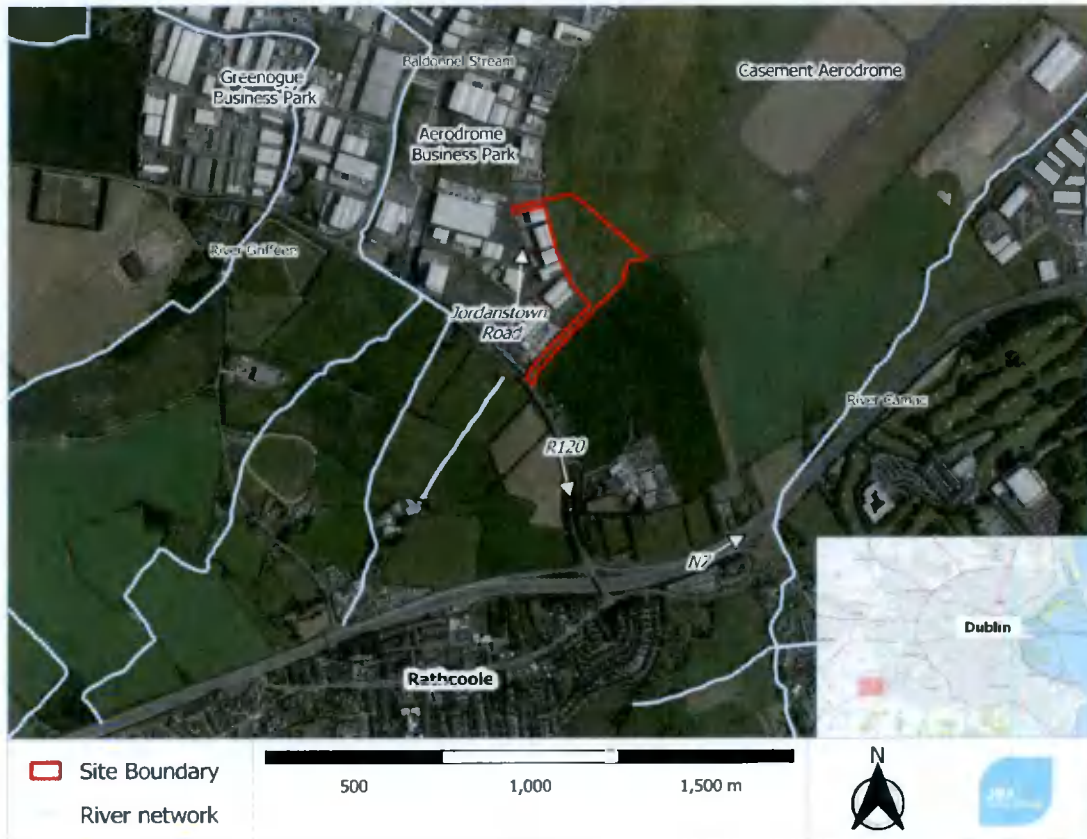 Greenogue
Business Park
Baldonnel Stream
Casement Aerodrome
Aerodrome
Business Park
River Griffeen
Jordanstown
Road
River Camac
R120
N7
Dublin
Rathcoole
Site Boundary
River network
500
1,000
1,500 m
N